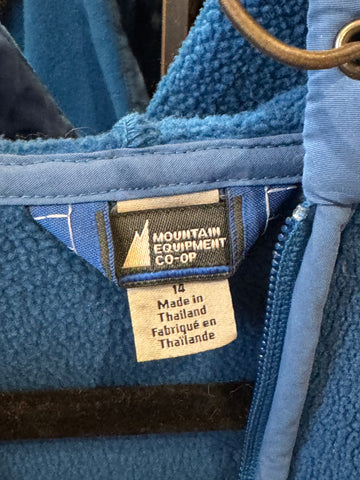 MOUNTAIN
EQUIPMENT
CO-OP
14
Made in
Thailand
Fabriqué en
Thaïlande